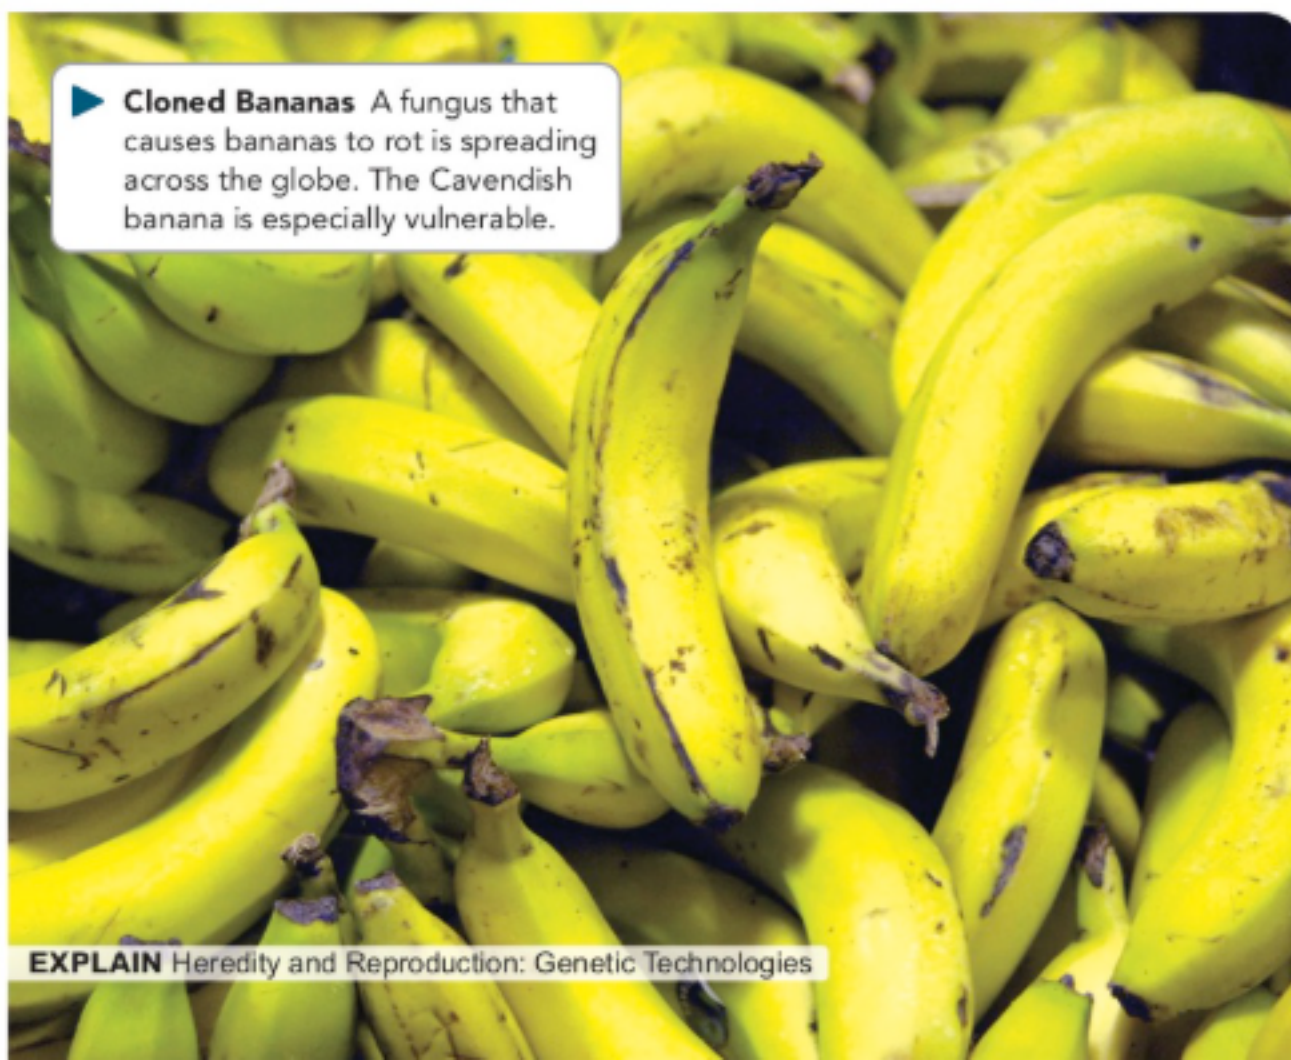 Cloned Bananas A fungus that
causes bananas to rot is spreading
across the globe. The Cavendish
banana is especially vulnerable.
EXPLAIN Heredity and Reproduction: Genetic Technologies